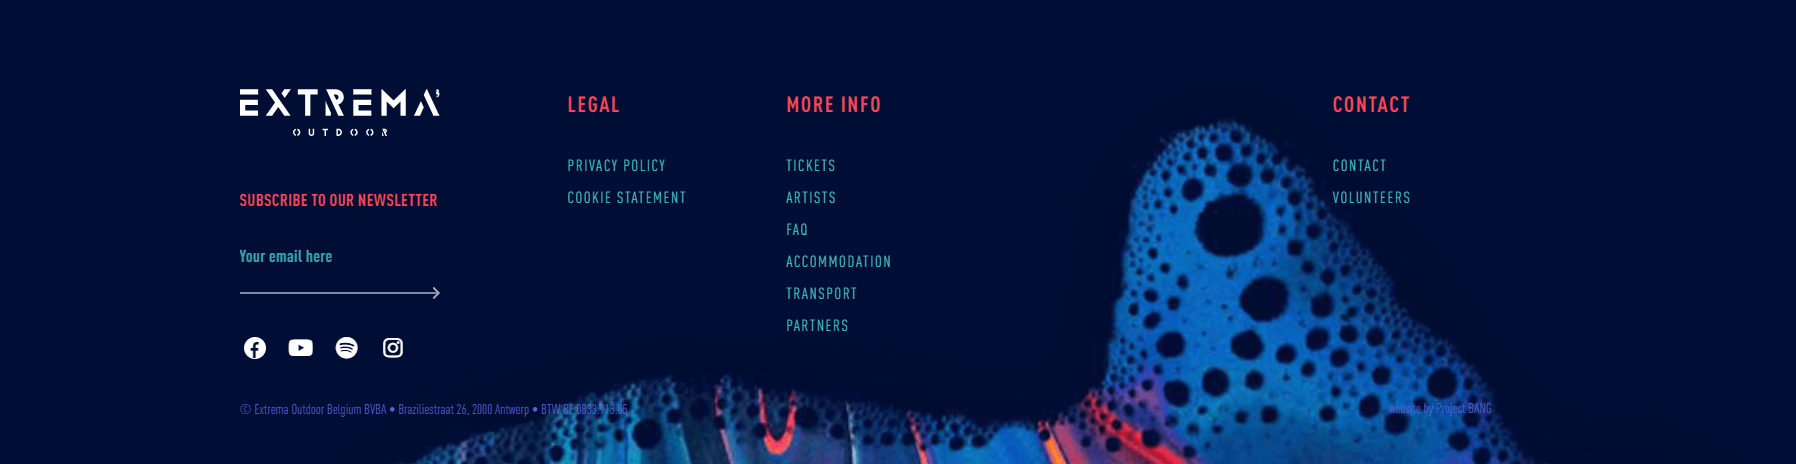 EXTREMA
OUTDOOR
SUBSCRIBE TO OUR NEWSLETTER
Your email here
LEGAL
PRIVACY POLICY
COOKIE STATEMENT
MORE INFO
TICKETS
ARTISTS
FAQ
ACCOMMODATION
TRANSPORT
PARTNERS
CONTACT
CONTACT
VOLUNTEERS
© Extrema Outdoor Belgium BVBA • Braziliestraat 26, 2000 Antwerp • BTW BE
website by Project BANG